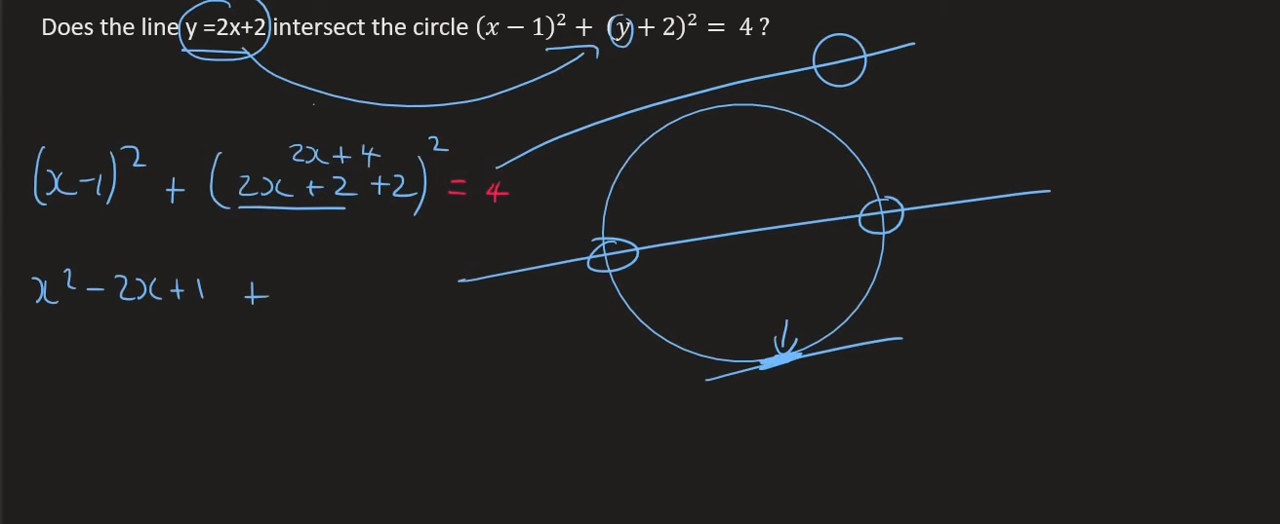 Does the line y =2x+2 intersect the circle (x − 1)² + (y + 2)² = 4 ?
2x+4
(x-1)² + (2x+2 +2)² = 4
x² - 2x + 1 +